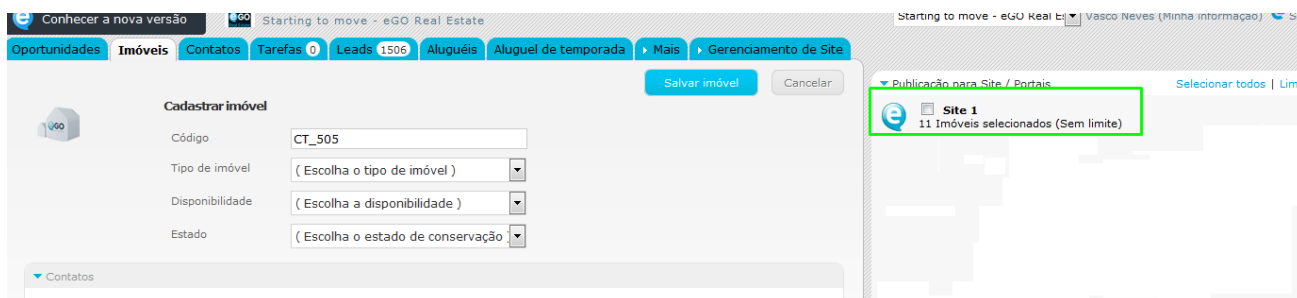 Conhecer a nova versão
eGO
Starting to move - eGO Real Estate
Starting to move - eGO Real Es
Vasco Neves (Minha informação)
Oportunidades Imóveis Contatos Tarefas 0 Leads 1506 Aluguéis Aluguel de temporada Mais Gerenciamento de Site
Salvar imóvel Cancelar
Publicação para Site / Portais
Selecionar todos | Lim
Cadastrar imóvel
eGO
Site 1
11 Imóveis selecionados (Sem limite)
Código CT_505
Tipo de imóvel ( Escolha o tipo de imóvel )
Disponibilidade ( Escolha a disponibilidade )
Estado ( Escolha o estado de conservação
Contatos